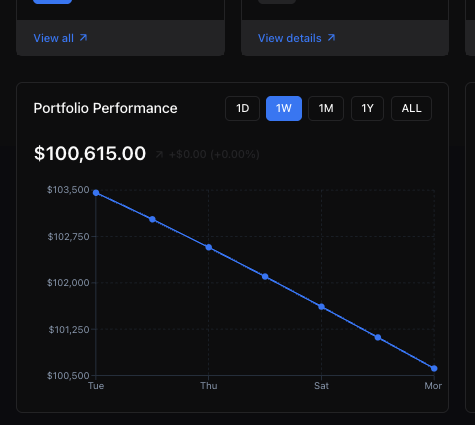 View all ↗
View details ↗
Portfolio Performance
1D
1W
1M
1Y
ALL
$100,615.00 ↗ +$0.00 (+0.00%)
$103,500
$102,750
$102,000
$101,250
$100,500
Tue
Thu
Sat
Mor